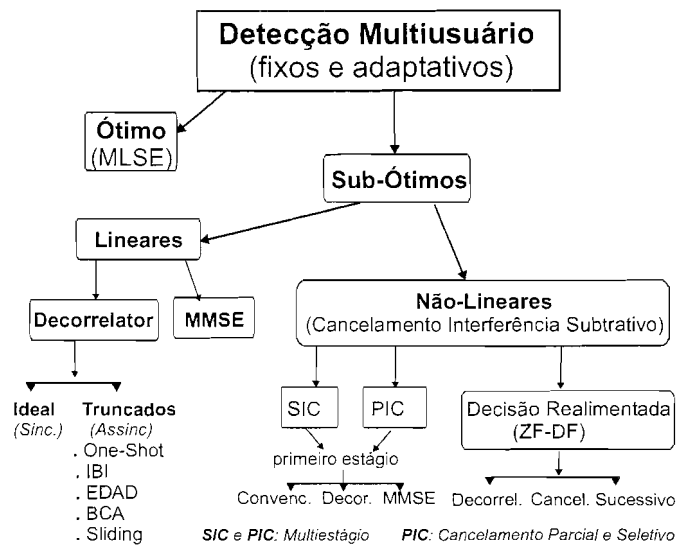 Detecção Multiusuário
(fixos e adaptativos)
Ótimo
(MLSE)
Sub-Ótimos
Lineares
Decorrelator
MMSE
Não-Lineares
(Cancelamento Interferência Subtrativo)
Ideal
(Sinc.)
Truncados
(Assinc)
. One-Shot
. IBI
. EDAD
. BCA
. Sliding
SIC
PIC
primeiro estágio
Convenc. Decor. MMSE
Decisão Realimentada
(ZF-DF)
Decorrel. Cancel. Sucessivo
SIC e PIC: Multiestágio
PIC: Cancelamento Parcial e Seletivo